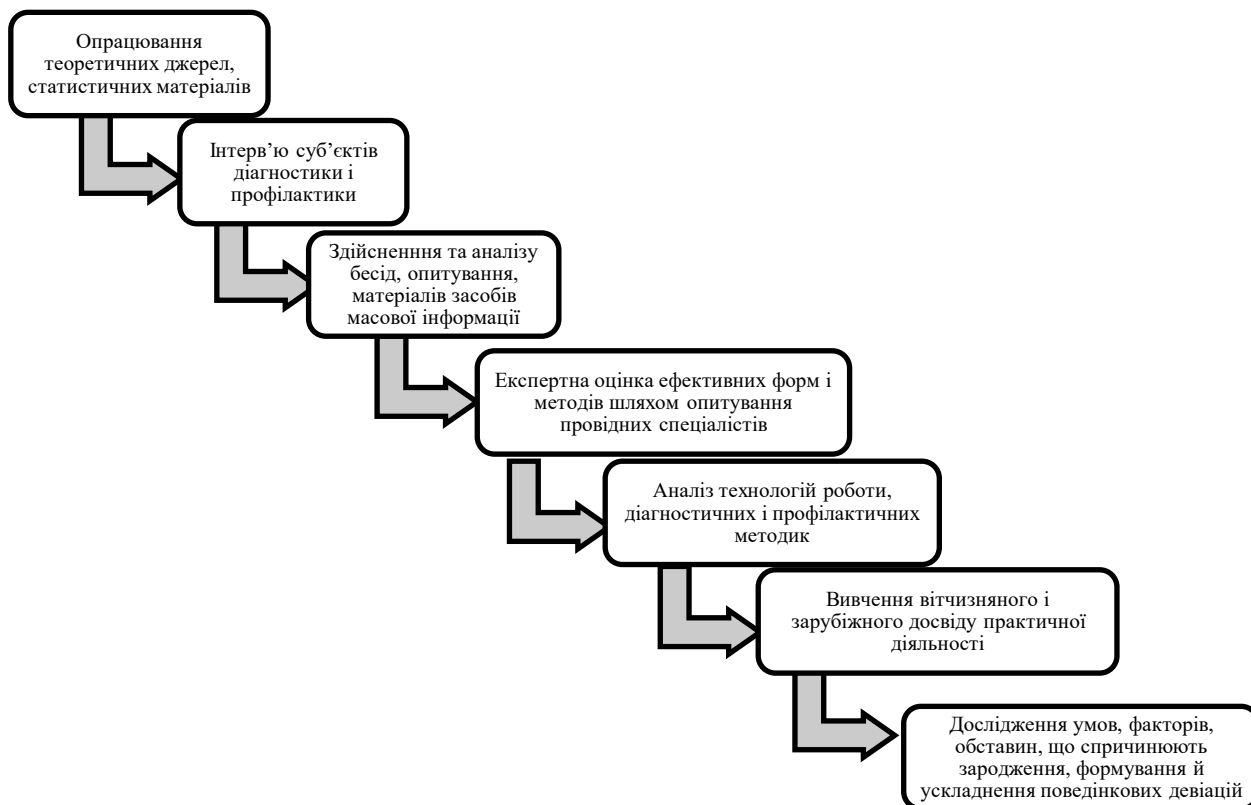 Опрацювання
теоретичних джерел,
статистичних матеріалів
Інтерв’ю суб’єктів
діагностики і
профілактики
Здійсненння та аналізу
бесід, опитування,
матеріалів засобів
масової інформації
Експертна оцінка ефективних форм і
методів шляхом опитування
провідних спеціалістів
Аналіз технологій роботи,
діагностичних і профілактичних
методик
Вивчення вітчизняного і
зарубіжного досвіду практичної
діяльності
Дослідження умов, факторів,
обставин, що спричинюють
зародження, формування й
ускладнення поведінкових девіацій